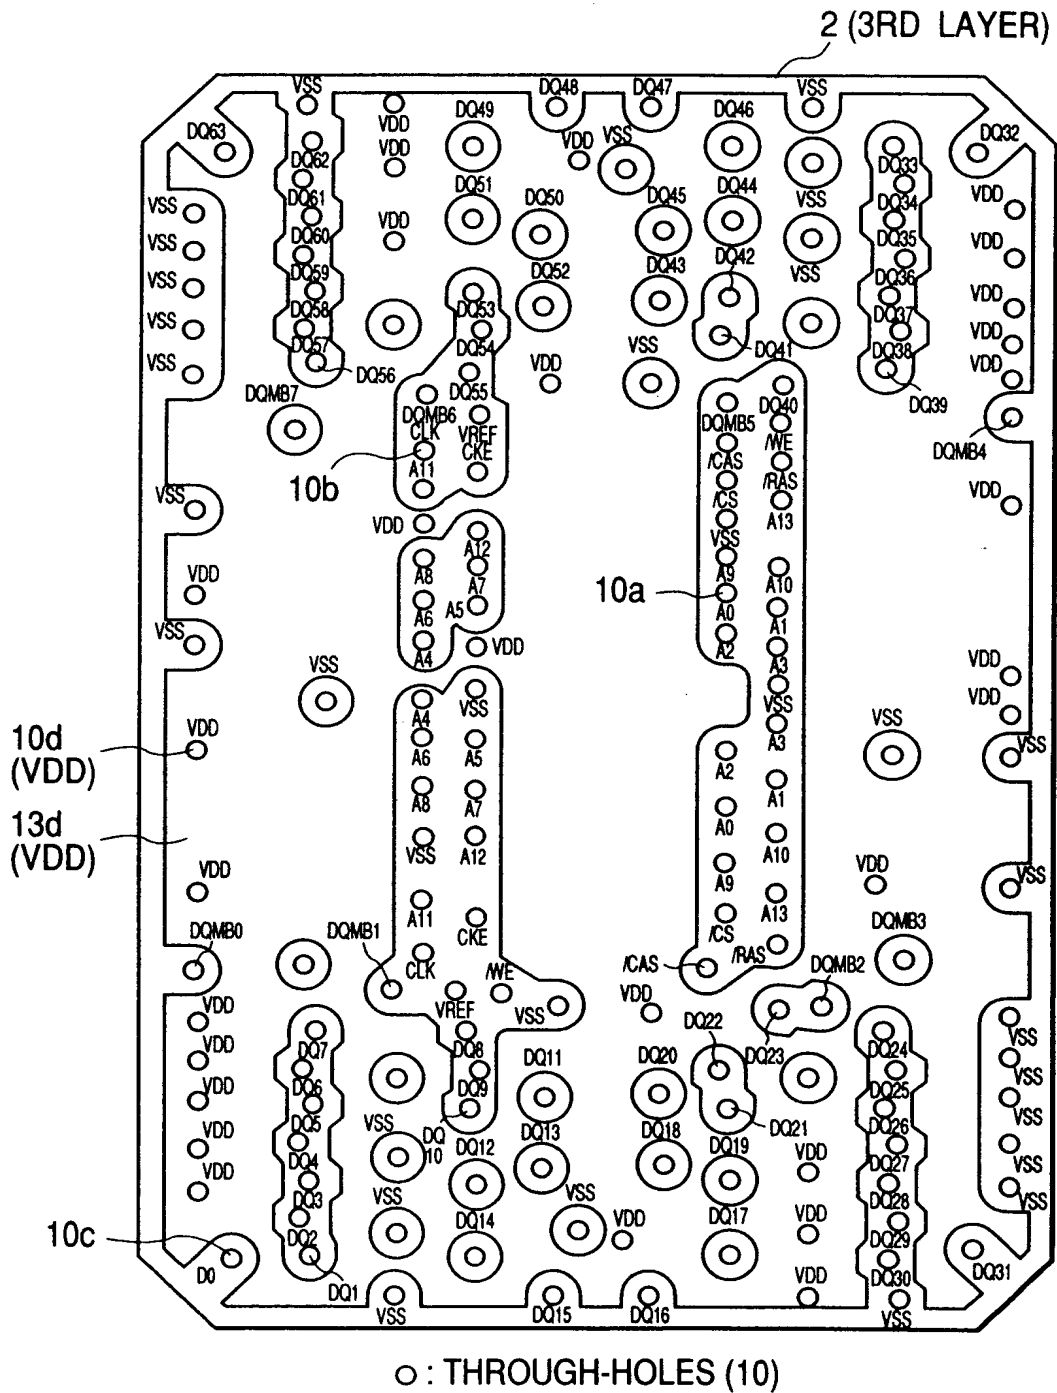 2 (3RD LAYER)
VSS
DQ48
DQ47
VSS
VDD
DQ49
DQ46
DQ63
DQ32
VDD
VDD
VSS
DQ62
DQ33
DQ51
DQ45
DQ44
VSS
VDD
VSS
DQ61
DQ50
DQ34
VDD
VSS
DQ60
DQ42
DQ35
VDD
DQ52
DQ43
VSS
VSS
DQ59
DQ36
VDD
VSS
DQ58
DQ53
DQ37
VDD
DQ57
DQ54
DQ41
DQ38
VDD
VSS
DQ56
VDD
VSS
DQMB7
DQ55
DQ40
DQ39
DQMB6
DQMB5
CLK
VREF
/WE
DQMB4
CKE
/CAS
10b
A11
/RAS
VDD
VSS
/CS
A13
VDD
VSS
A12
A8
A9
A10
VDD
A7
10a
A6
A5
A0
A1
VSS
A4
VDD
A2
A3
VDD
VSS
VSS
A4
VSS
VDD
10d
(VDD)
VDD
A6
A5
A3
VSS
VSS
A2
A8
A7
A1
13d
(VDD)
A0
VSS
A12
A10
VDD
A9
VDD
VSS
A11
A13
DQMB0
DQMB1
CKE
/CS
DQMB3
/RAS
CLK
/WE
/CAS
DQMB2
VDD
VREF
VSS
VDD
VSS
DQ22
DQ23
DQ7
DQ8
DQ11
DQ20
DQ24
VDD
VSS
DQ6
DQ9
DQ25
VDD
VSS
DQ5
VSS
DQ
10
DQ12
DQ13
DQ18
DQ19
DQ21
DQ26
VDD
VSS
DQ4
VDD
DQ27
VDD
VSS
DQ3
VSS
DQ14
VSS
DQ17
VDD
DQ28
VSS
10c
DQ2
VDD
DQ29
D0
DQ1
VDD
DQ30
DQ31
VSS
DQ15
DQ16
VSS
: THROUGH-HOLES (10)